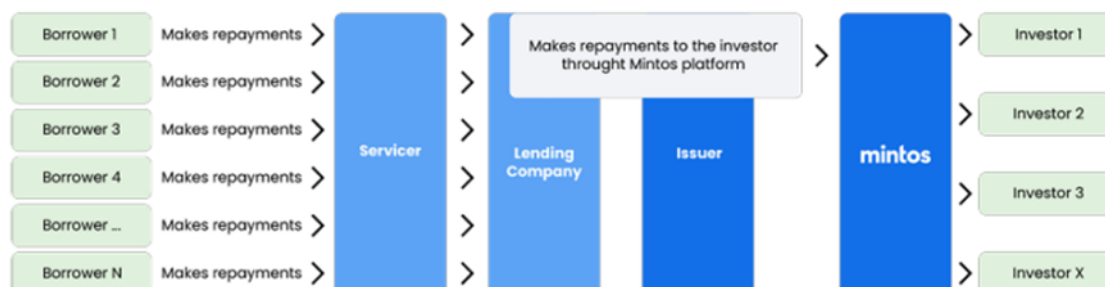 Borrower 1 Makes repayments
Borrower 2 Makes repayments
Borrower 3 Makes repayments
Borrower 4 Makes repayments
Borrower ... Makes repayments
Borrower N Makes repayments
Servicer
Lending
Company
Makes repayments to the investor
throught Mintos platform
Issuer
mintos
Investor 1
Investor 2
Investor 3
Investor X